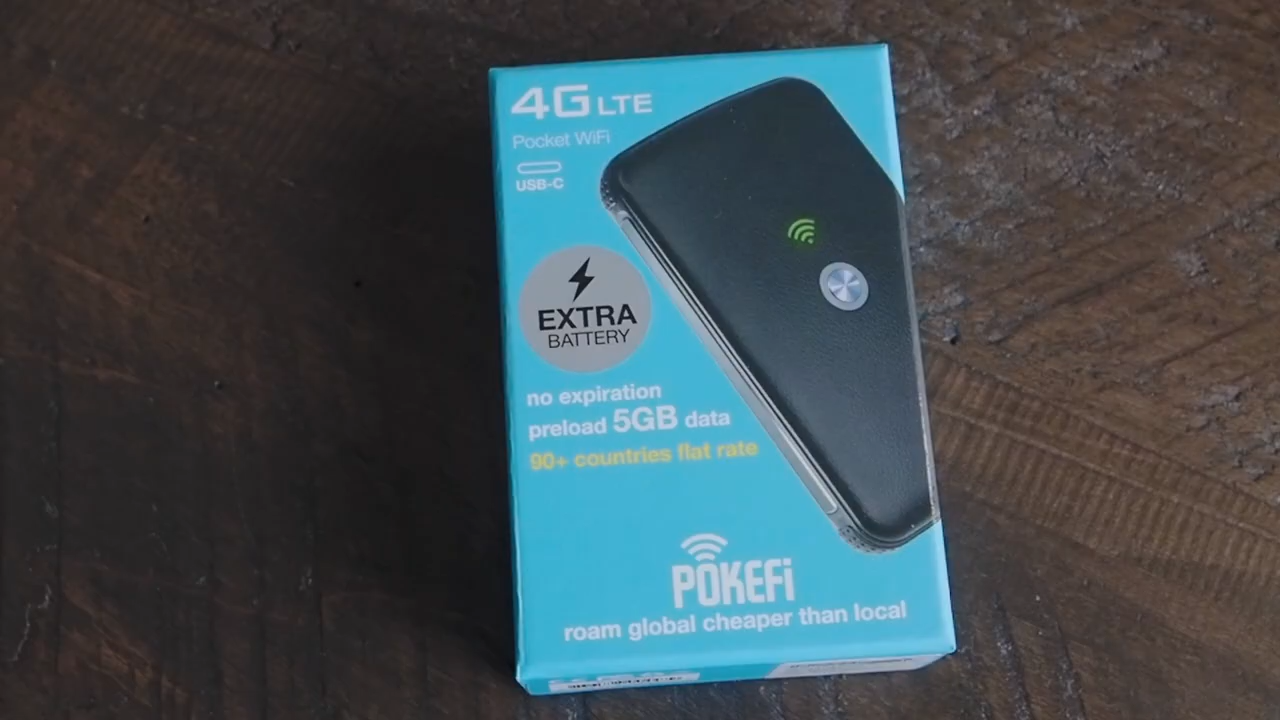 4G LTE
Pocket WiFi
USB-C
EXTRA
BATTERY
no expiration
preload 5GB data
90+ countries flat rate
POKEFi
roam global cheaper than local